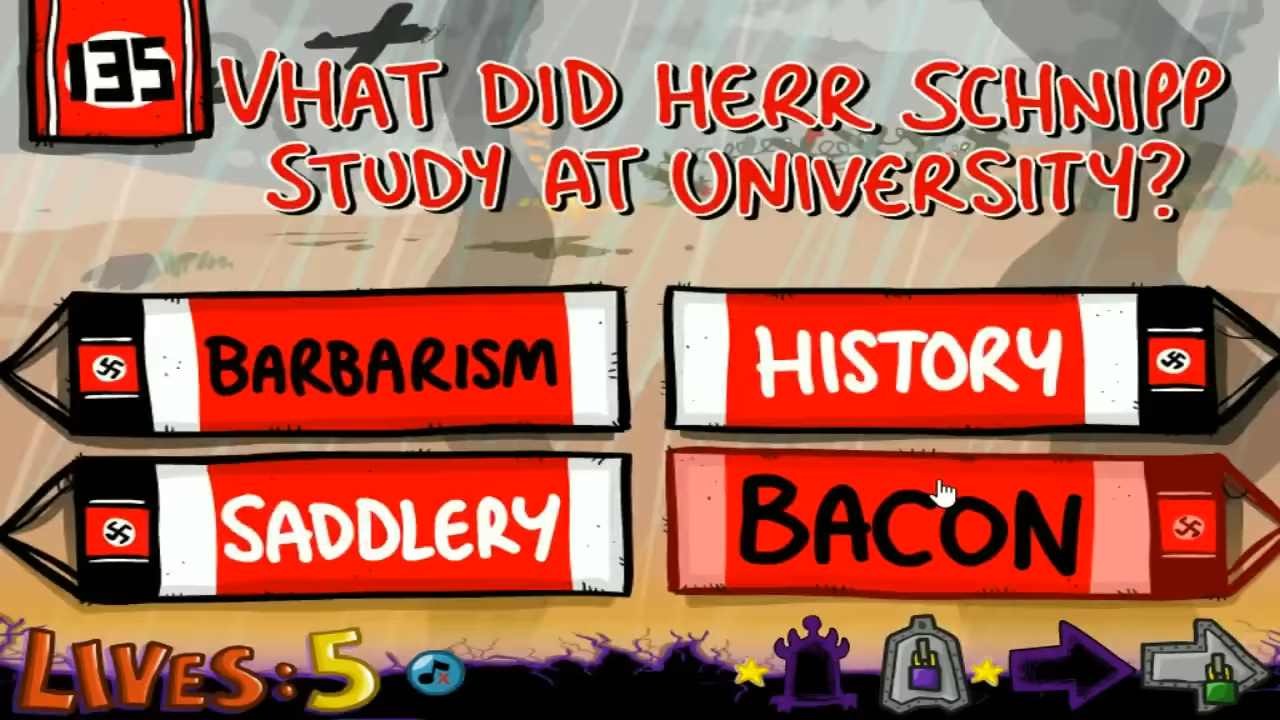 135
VHAT DID HERR SCHNIPP
STUDY AT UNIVERSITY?
BARBARISM
HISTORY
SADDLERY
BACON
LIVES: 5